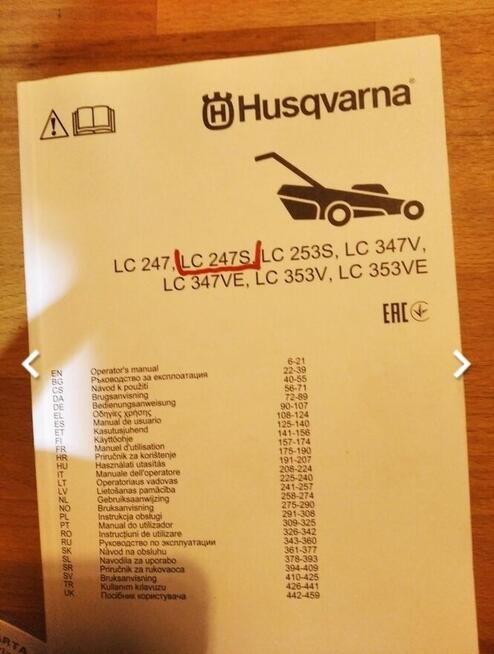 Husqvarna®
LC 247, LC 247S, LC 253S, LC 347V,
LC 347VE, LC 353V, LC 353VE
EAC
EN Operator's manual 6-21
BG Ръководство за експлоатация 22-39
CS Návod k použití 40-55
DA Brugsanvisning 56-71
DE Bedienungsanweisung 72-89
EL Οδηγίες χρήσης 90-107
ES Manual de usuario 108-124
ET Kasutusjuhend 125-140
FI Käyttöohje 141-156
FR Manuel d'utilisation 157-174
HR Priručnik za korištenje 175-190
HU Használati utasítás 191-207
IT Manuale dell'operatore 208-224
LT Operatoriaus vadovas 225-240
LV Lietošanas pamācība 241-257
NL Gebruiksaanwijzing 258-274
NO Bruksanvisning 275-290
PL Instrukcja obsługi 291-308
PT Manual do utilizador 309-325
RO Instrucţiuni de utilizare 326-342
RU Руководство по эксплуатации 343-360
SK Návod na obsluhu 361-377
SL Navodila za uporabo 378-393
SR Priručnik za rukovaoca 394-409
SV Bruksanvisning 410-425
TR Kullanım kılavuzu 426-441
UK Посібник користувача 442-459